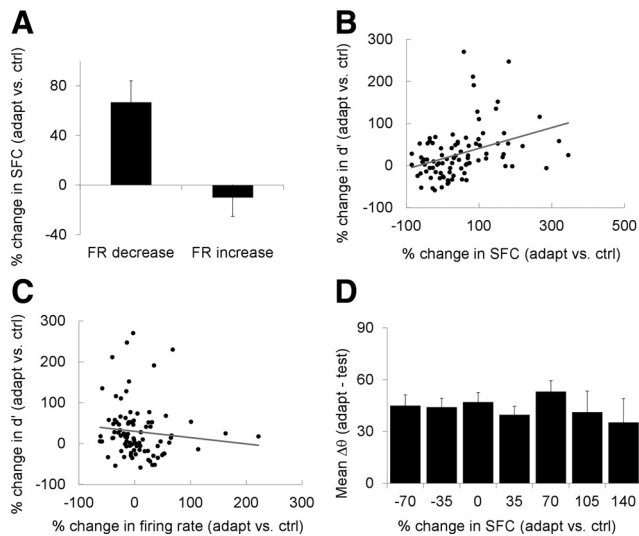 A
% change in SFC (adapt vs. ctrl)
80
40
0
-40
FR decrease FR increase
B
% change in d' (adapt vs. ctrl)
300
200
100
0
-100
-100 100 300 500
% change in SFC (adapt vs. ctrl)
C
% change in d' (adapt vs. ctrl)
300
200
100
0
-100
-100 0 100 200 300
% change in firing rate (adapt vs. ctrl)
D
Mean Δθ (adapt - test)
90
60
30
0
-70 -35 0 35 70 105 140
% change in SFC (adapt vs. ctrl)